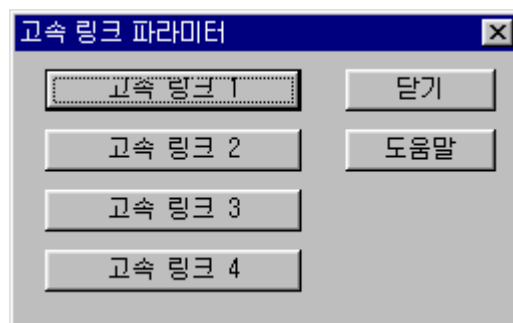 고속 링크 파라미터
고속 링크 1 닫기
고속 링크 2 도움말
고속 링크 3
고속 링크 4